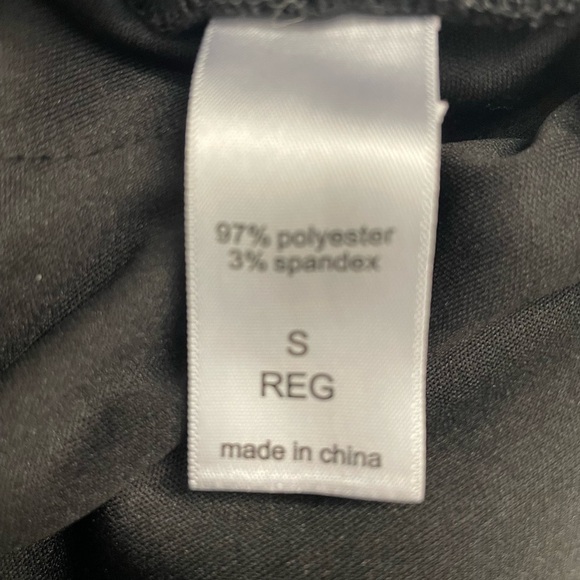 97% polyester
3% spandex
S
REG
made in china